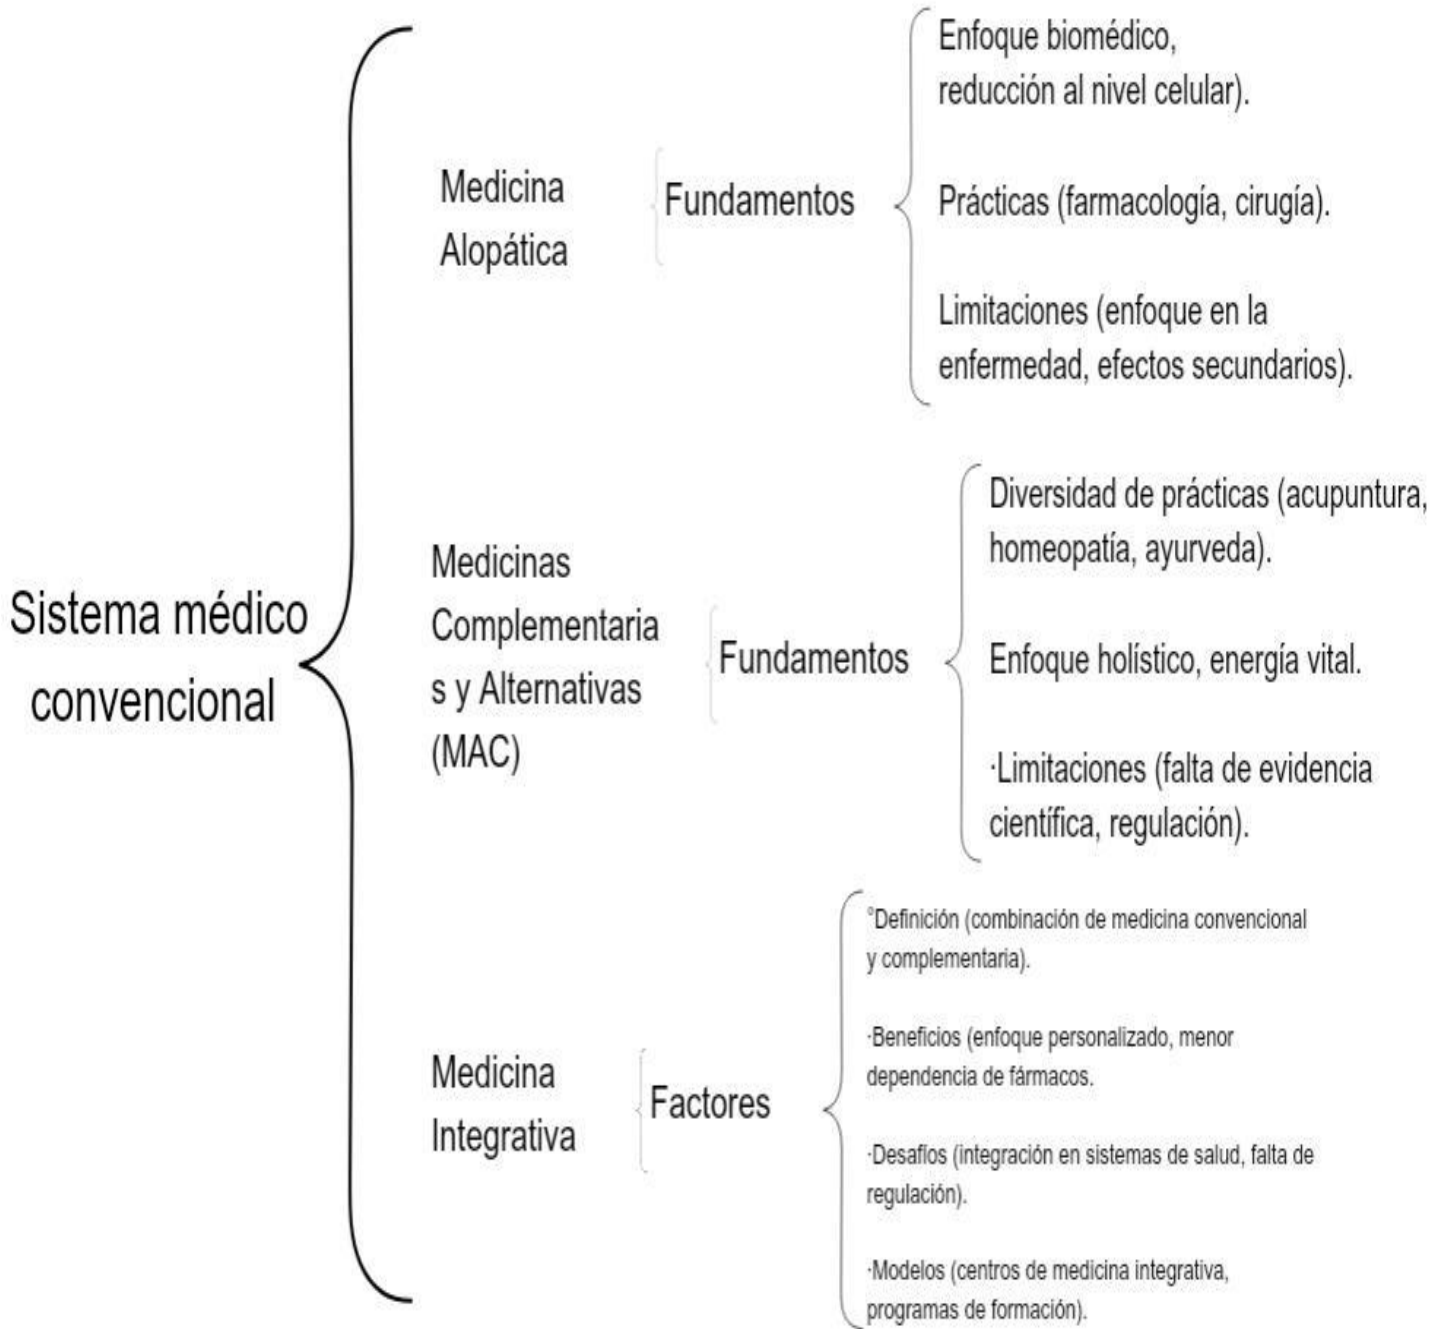 Sistema médico
convencional
Medicina
Alopática
Fundamentos
Enfoque biomédico,
reducción al nivel celular).
Prácticas (farmacología, cirugía).
Limitaciones (enfoque en la
enfermedad, efectos secundarios).
Medicinas
Complementaria
s y Alternativas
(MAC)
Fundamentos
Diversidad de prácticas (acupuntura,
homeopatía, ayurveda).
Enfoque holístico, energía vital.
·Limitaciones (falta de evidencia
científica, regulación).
Medicina
Integrativa
Factores
°Definición (combinación de medicina convencional
y complementaria).
·Beneficios (enfoque personalizado, menor
dependencia de fármacos.
·Desafíos (integración en sistemas de salud, falta de
regulación).
·Modelos (centros de medicina integrativa,
programas de formación).